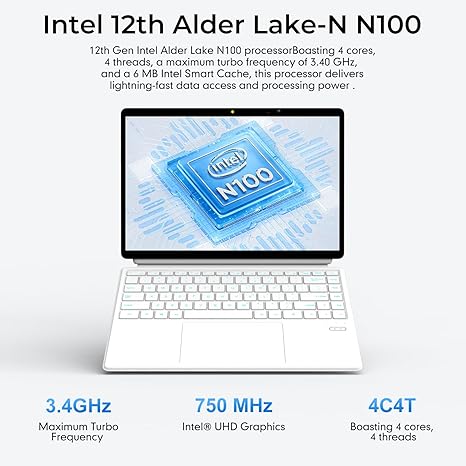 Intel 12th Alder Lake-N N100
12th Gen Intel Alder Lake N100 processorBoasting 4 cores,
4 threads, a maximum turbo frequency of 3.40 GHz,
and a 6 MB Intel Smart Cache, this processor delivers
lightning-fast data access and processing power .
intel
N100
3.4GHz
750 MHz
4C4T
Maximum Turbo
Frequency
Intel® UHD Graphics
Boasting 4 cores,
4 threads